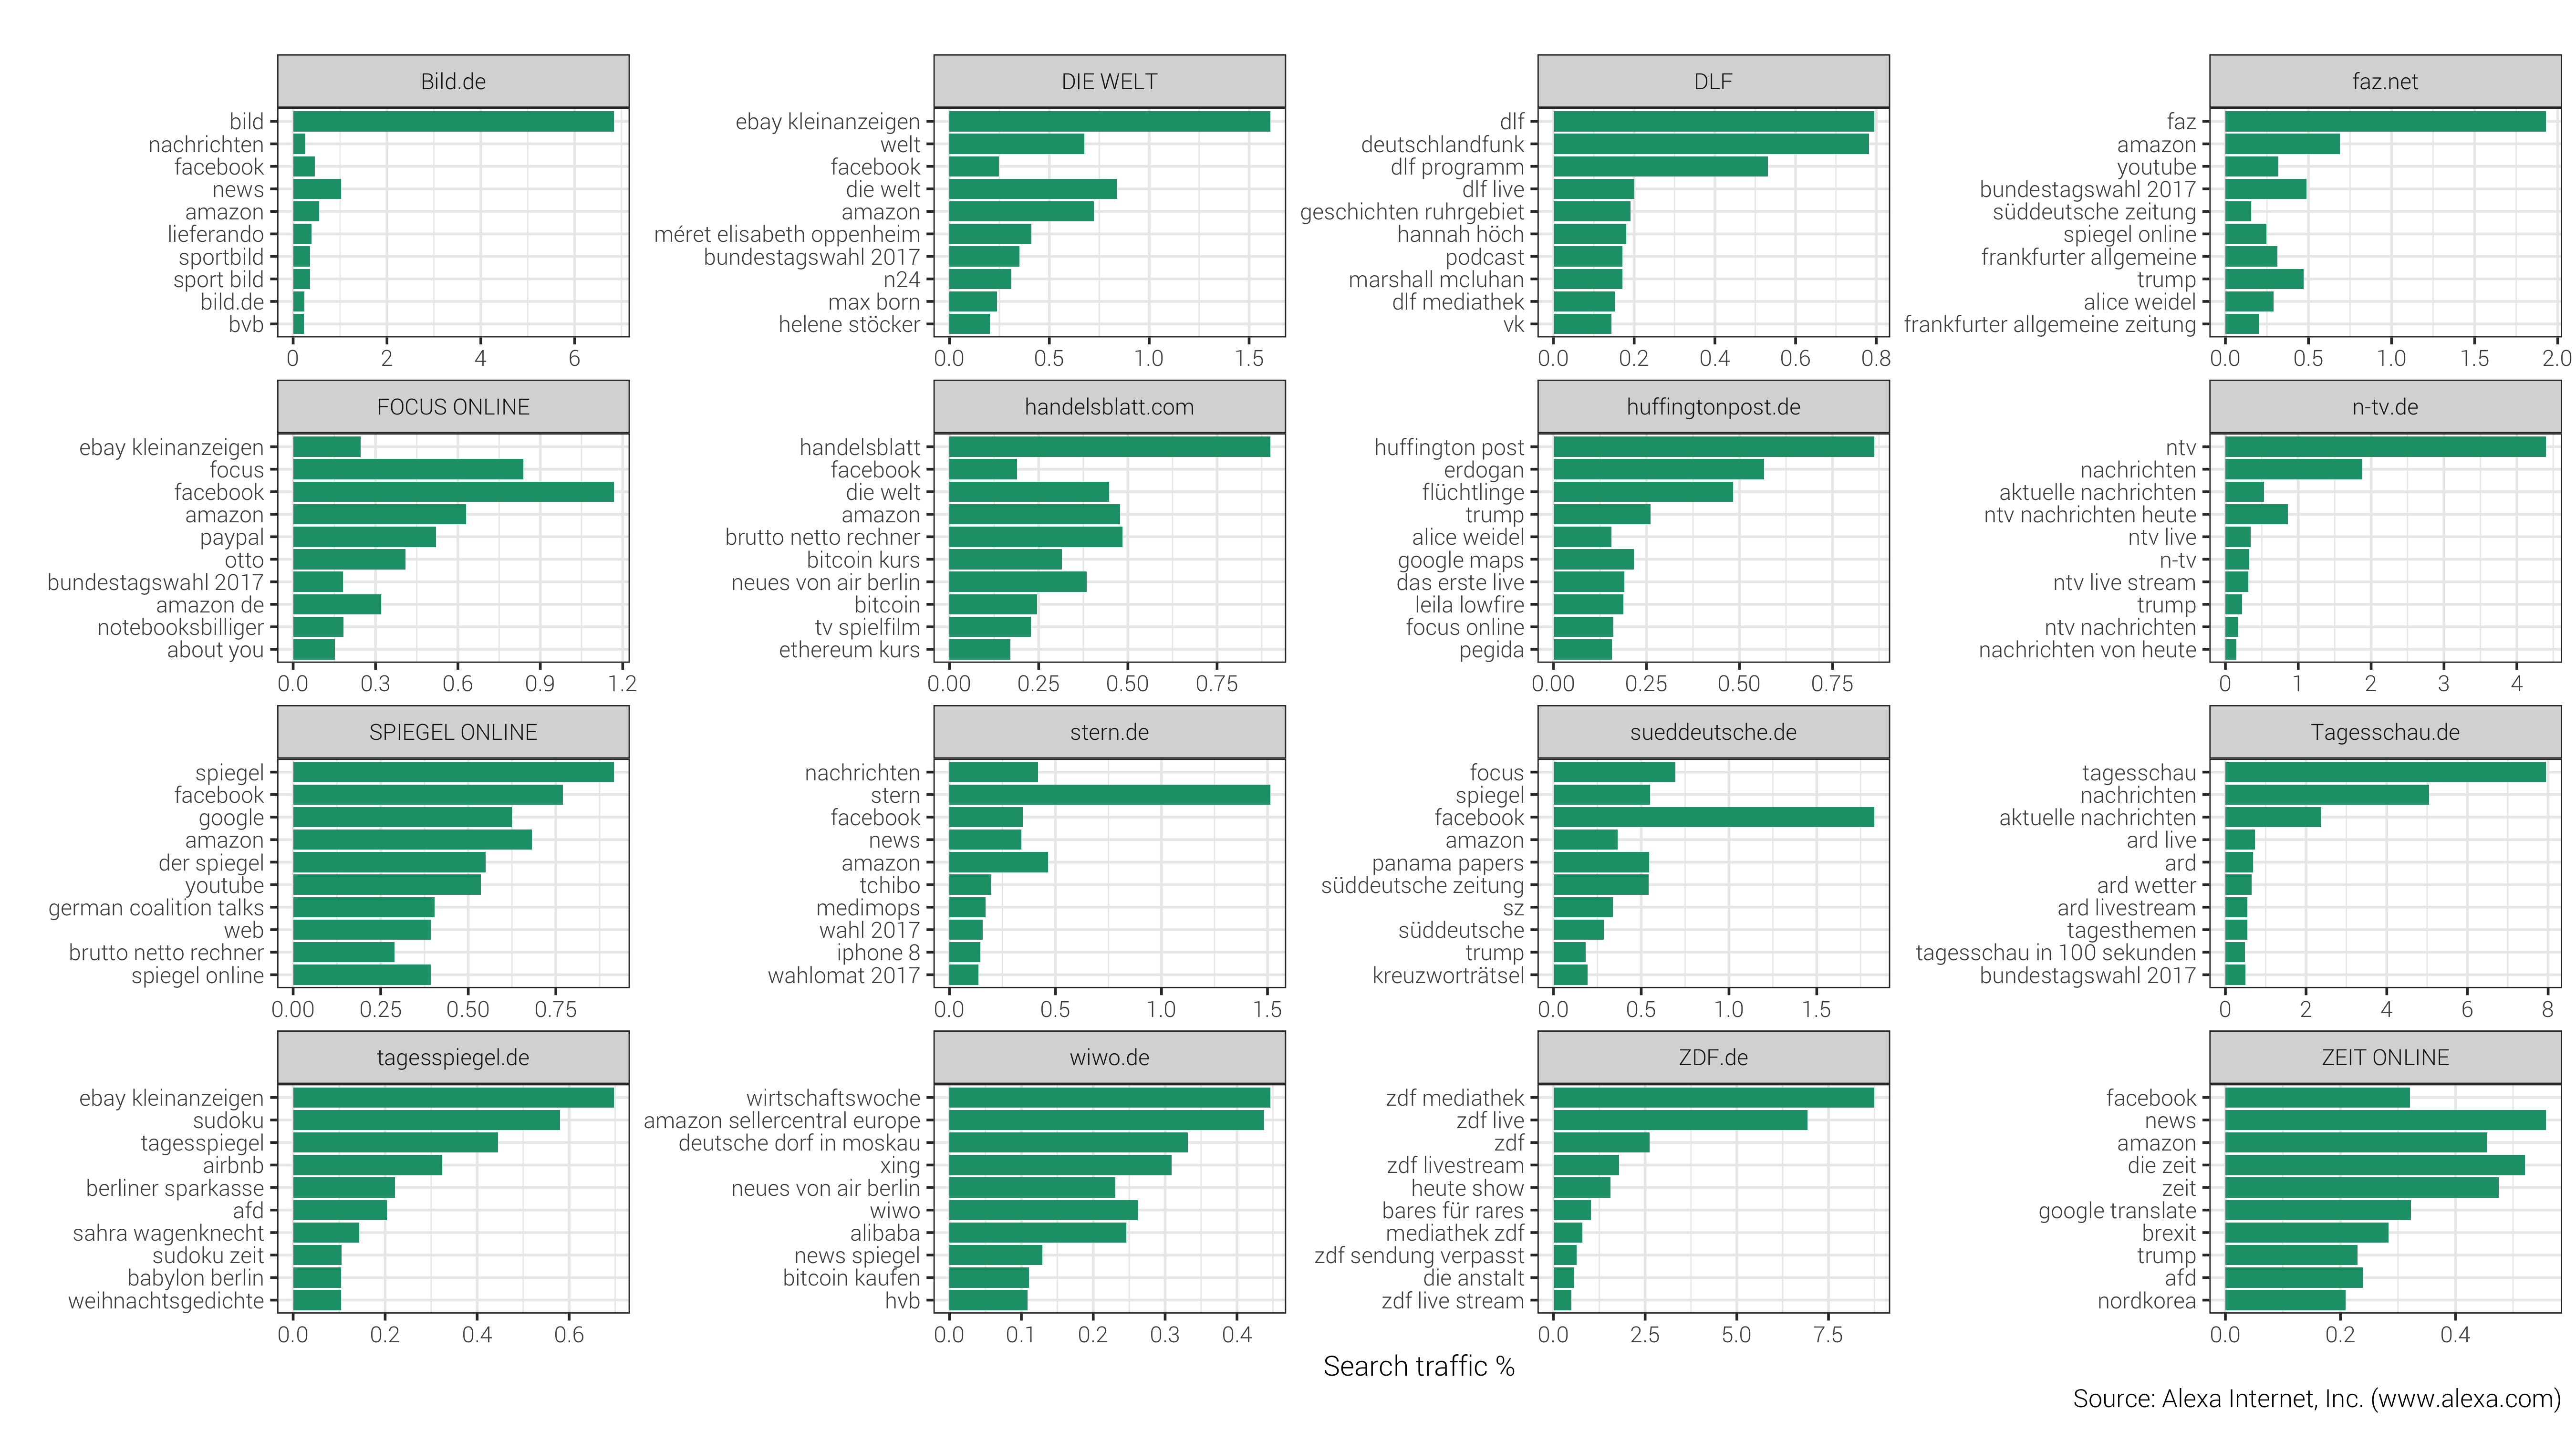 Bild.de
bild
nachrichten
facebook
news
amazon
lieferando
sportbild
sport bild
bild.de
bvb
0 2 4 6
DIE WELT
ebay kleinanzeigen
welt
facebook
die welt
amazon
méret elisabeth oppenheim
bundestagswahl 2017
n24
max born
helene stöcker
0.0 0.5 1.0 1.5
DLF
dlf
deutschlandfunk
dlf programm
dlf live
geschichten ruhrgebiet
hannah höch
podcast
marshall mcluhan
dlf mediathek
vk
0.0 0.2 0.4 0.6 0.8
faz.net
faz
amazon
youtube
bundestagswahl 2017
süddeutsche zeitung
spiegel online
frankfurter allgemeine
trump
alice weidel
frankfurter allgemeine zeitung
0.0 0.5 1.0 1.5 2.0
FOCUS ONLINE
ebay kleinanzeigen
focus
facebook
amazon
paypal
otto
bundestagswahl 2017
amazon de
notebooksbilliger
about you
0.0 0.3 0.6 0.9 1.2
handelsblatt.com
handelsblatt
facebook
die welt
amazon
brutto netto rechner
bitcoin kurs
neues von air berlin
bitcoin
tv spielfilm
ethereum kurs
0.00 0.25 0.50 0.75
huffingtonpost.de
huffington post
erdogan
flüchtlinge
trump
alice weidel
google maps
das erste live
leila lowfire
focus online
pegida
0.00 0.25 0.50 0.75
n-tv.de
ntv
nachrichten
aktuelle nachrichten
ntv nachrichten heute
ntv live
n-tv
ntv live stream
trump
ntv nachrichten
nachrichten von heute
0 1 2 3 4
SPIEGEL ONLINE
spiegel
facebook
google
amazon
der spiegel
youtube
german coalition talks
web
brutto netto rechner
spiegel online
0.00 0.25 0.50 0.75
stern.de
nachrichten
stern
facebook
news
amazon
tchibo
medimops
wahl 2017
iphone 8
wahlomat 2017
0.0 0.5 1.0 1.5
sueddeutsche.de
focus
spiegel
facebook
amazon
panama papers
süddeutsche zeitung
sz
süddeutsche
trump
kreuzworträtsel
0.0 0.5 1.0 1.5
Tagesschau.de
tagesschau
nachrichten
aktuelle nachrichten
ard live
ard
ard wetter
ard livestream
tagesthemen
tagesschau in 100 sekunden
bundestagswahl 2017
0 2 4 6 8
tagesspiegel.de
ebay kleinanzeigen
sudoku
tagesspiegel
airbnb
berliner sparkasse
afd
sahra wagenknecht
sudoku zeit
babylon berlin
weihnachtsgedichte
0.0 0.2 0.4 0.6
wiwo.de
wirtschaftswoche
amazon sellercentral europe
deutsche dorf in moskau
xing
neues von air berlin
wiwo
alibaba
news spiegel
bitcoin kaufen
hvb
0.0 0.1 0.2 0.3 0.4
ZDF.de
zdf mediathek
zdf live
zdf
zdf livestream
heute show
bares für rares
mediathek zdf
zdf sendung verpasst
die anstalt
zdf live stream
0.0 2.5 5.0 7.5
ZEIT ONLINE
facebook
news
amazon
die zeit
zeit
google translate
brexit
trump
afd
nordkorea
0.0 0.2 0.4
Search traffic %
Source: Alexa Internet, Inc. (www.alexa.com)